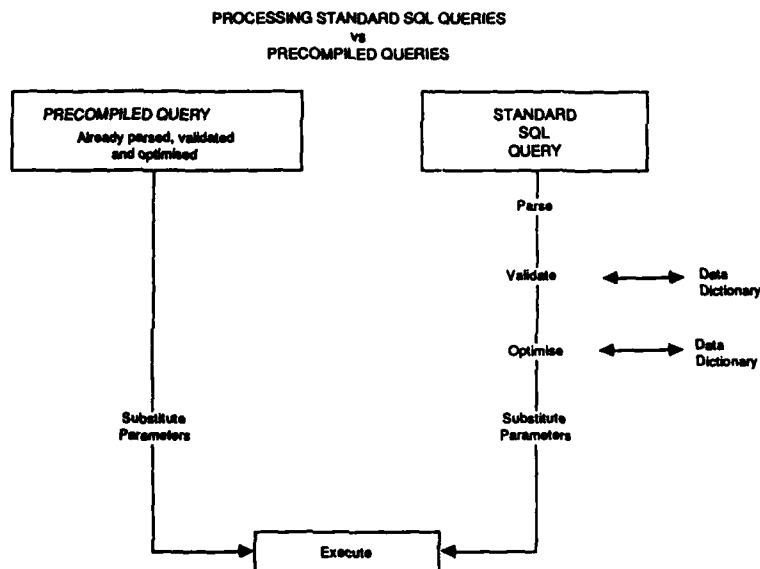 PROCESSING STANDARD SQL QUERIES
vs
PRECOMPILED QUERIES
PRECOMPILED QUERY
Already parsed, validated
and optimised
STANDARD
SQL
QUERY
Parse
Validate
Data
Dictionary
Optimise
Data
Dictionary
Substitute
Parameters
Substitute
Parameters
Execute